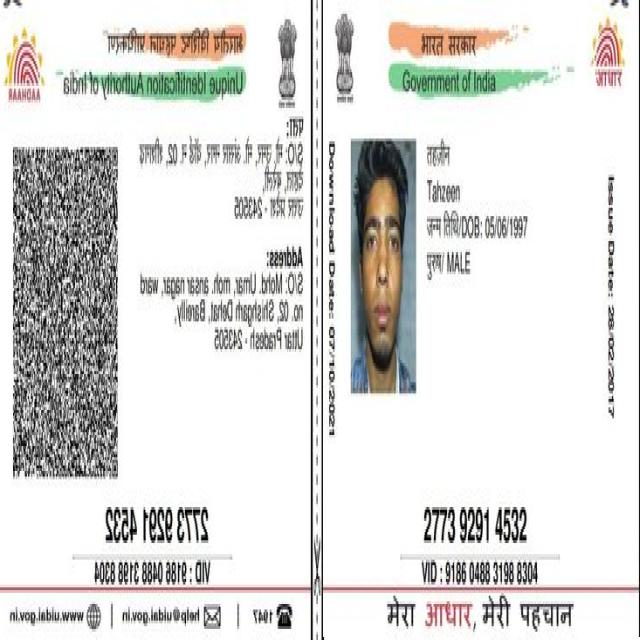 भारतीय विशिष्ट पहचान प्राधिकरण
Unique Identification Authority of India
AADHAAR
पता:
S/O: मो. उमर, मो. अंसार नगर, वार्ड न. 02, शीशगढ़
देहात, बरेली,
उत्तर प्रदेश - 243505
Address:
S/O: Mohd. Umar, moh. ansar nagar, ward
no. 02, Shishgarh Dehat, Bareilly,
Uttar Pradesh - 243505
2773 9291 4532
VID : 9186 0488 3198 8304
1947 | help@uidai.gov.in | www.uidai.gov.in
भारत सरकार
Government of India
आधार
Download Date: 07/10/2021
तहज़ीन
Tahzeen
जन्म तिथि/DOB: 05/06/1997
पुरुष/ MALE
Issue Date: 28/02/2017
2773 9291 4532
VID : 9186 0488 3198 8304
मेरा आधार, मेरी पहचान